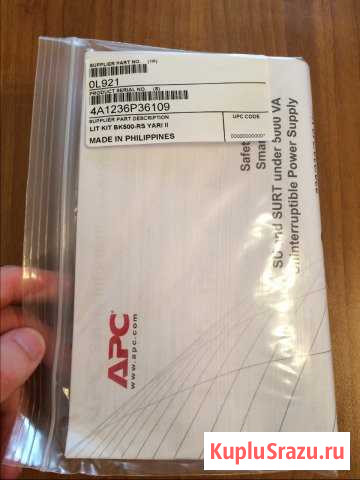 SUPPLIER PART NO. (1P)
0L921
PRODUCT SERIAL NO. (S)
4A1236P36109
SUPPLIER PART DESCRIPTION
LIT KIT BK500-RS YARI II
MADE IN PHILIPPINES
UPC CODE
Safet
Smar
SC and SURT under 5000 VA
Uninterruptible Power Supply
APC
www.apc.com
KupluSrazu.ru